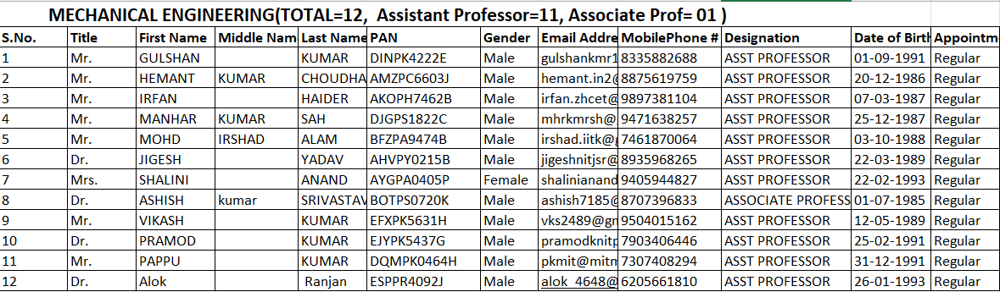 MECHANICAL ENGINEERING(TOTAL=12, Assistant Professor=11, Associate Prof= 01 )
S.No. Title First Name Middle Nam Last Name PAN Gender Email Addre MobilePhone # Designation Date of Birth Appointm
1 Mr. GULSHAN KUMAR DINPK4222E Male gulshankmr1 8335882688 ASST PROFESSOR 01-09-1991 Regular
2 Mr. HEMANT KUMAR CHOUDHA AMZPC6603J Male hemant.in2@ 8875619759 ASST PROFESSOR 20-12-1986 Regular
3 Mr. IRFAN HAIDER AKOPH7462B Male irfan.zhcet@ 9897381104 ASST PROFESSOR 07-03-1987 Regular
4 Mr. MANHAR KUMAR SAH DJGPS1822C Male mhrkmrsh@ 9471638257 ASST PROFESSOR 25-12-1987 Regular
5 Mr. MOHD IRSHAD ALAM BFZPA9474B Male irshad.iitk@g 7461870064 ASST PROFESSOR 03-10-1988 Regular
6 Dr. JIGESH YADAV AHVPY0215B Male jigeshnitjsr@ 8935968265 ASST PROFESSOR 22-03-1989 Regular
7 Mrs. SHALINI ANAND AYGPA0405P Female shalinianand 9405944827 ASST PROFESSOR 22-02-1993 Regular
8 Dr. ASHISH kumar SRIVASTAV BOTPS0720K Male ashish7185@ 8707396833 ASSOCIATE PROFESS 01-07-1985 Regular
9 Mr. VIKASH KUMAR EFXPK5631H Male vks2489@gm 9504015162 ASST PROFESSOR 12-05-1989 Regular
10 Dr. PRAMOD KUMAR EJYPK5437G Male pramodknitp 7903406446 ASST PROFESSOR 25-02-1991 Regular
11 Mr. PAPPU KUMAR DQMPK0464H Male pkmit@mitm 7307408294 ASST PROFESSOR 31-12-1991 Regular
12 Dr. Alok Ranjan ESPPR4092J Male alok_4648@ 6205661810 ASST PROFESSOR 26-01-1993 Regular